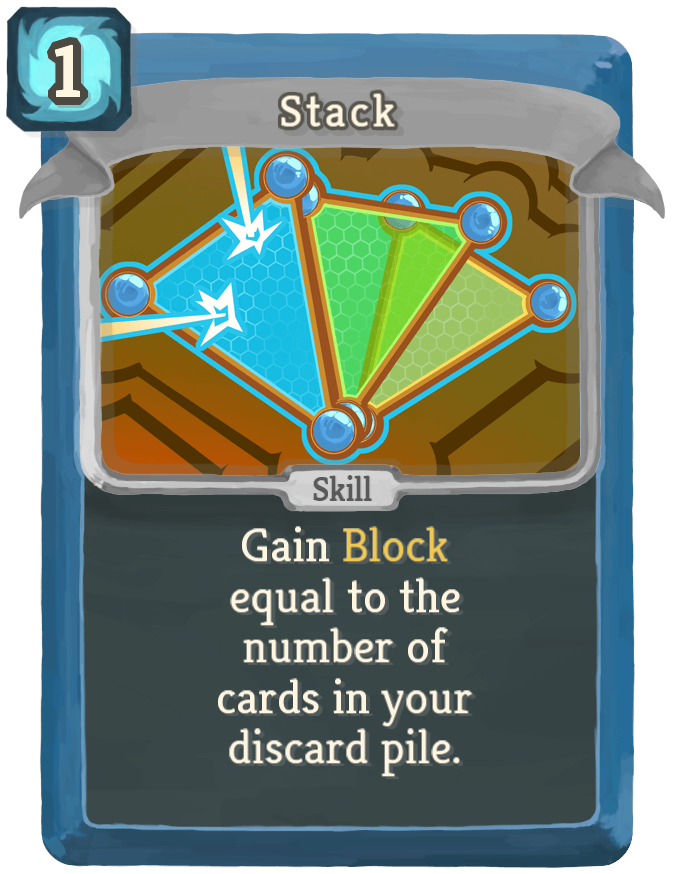 1
Stack
Skill
Gain Block
equal to the
number of
cards in your
discard pile.